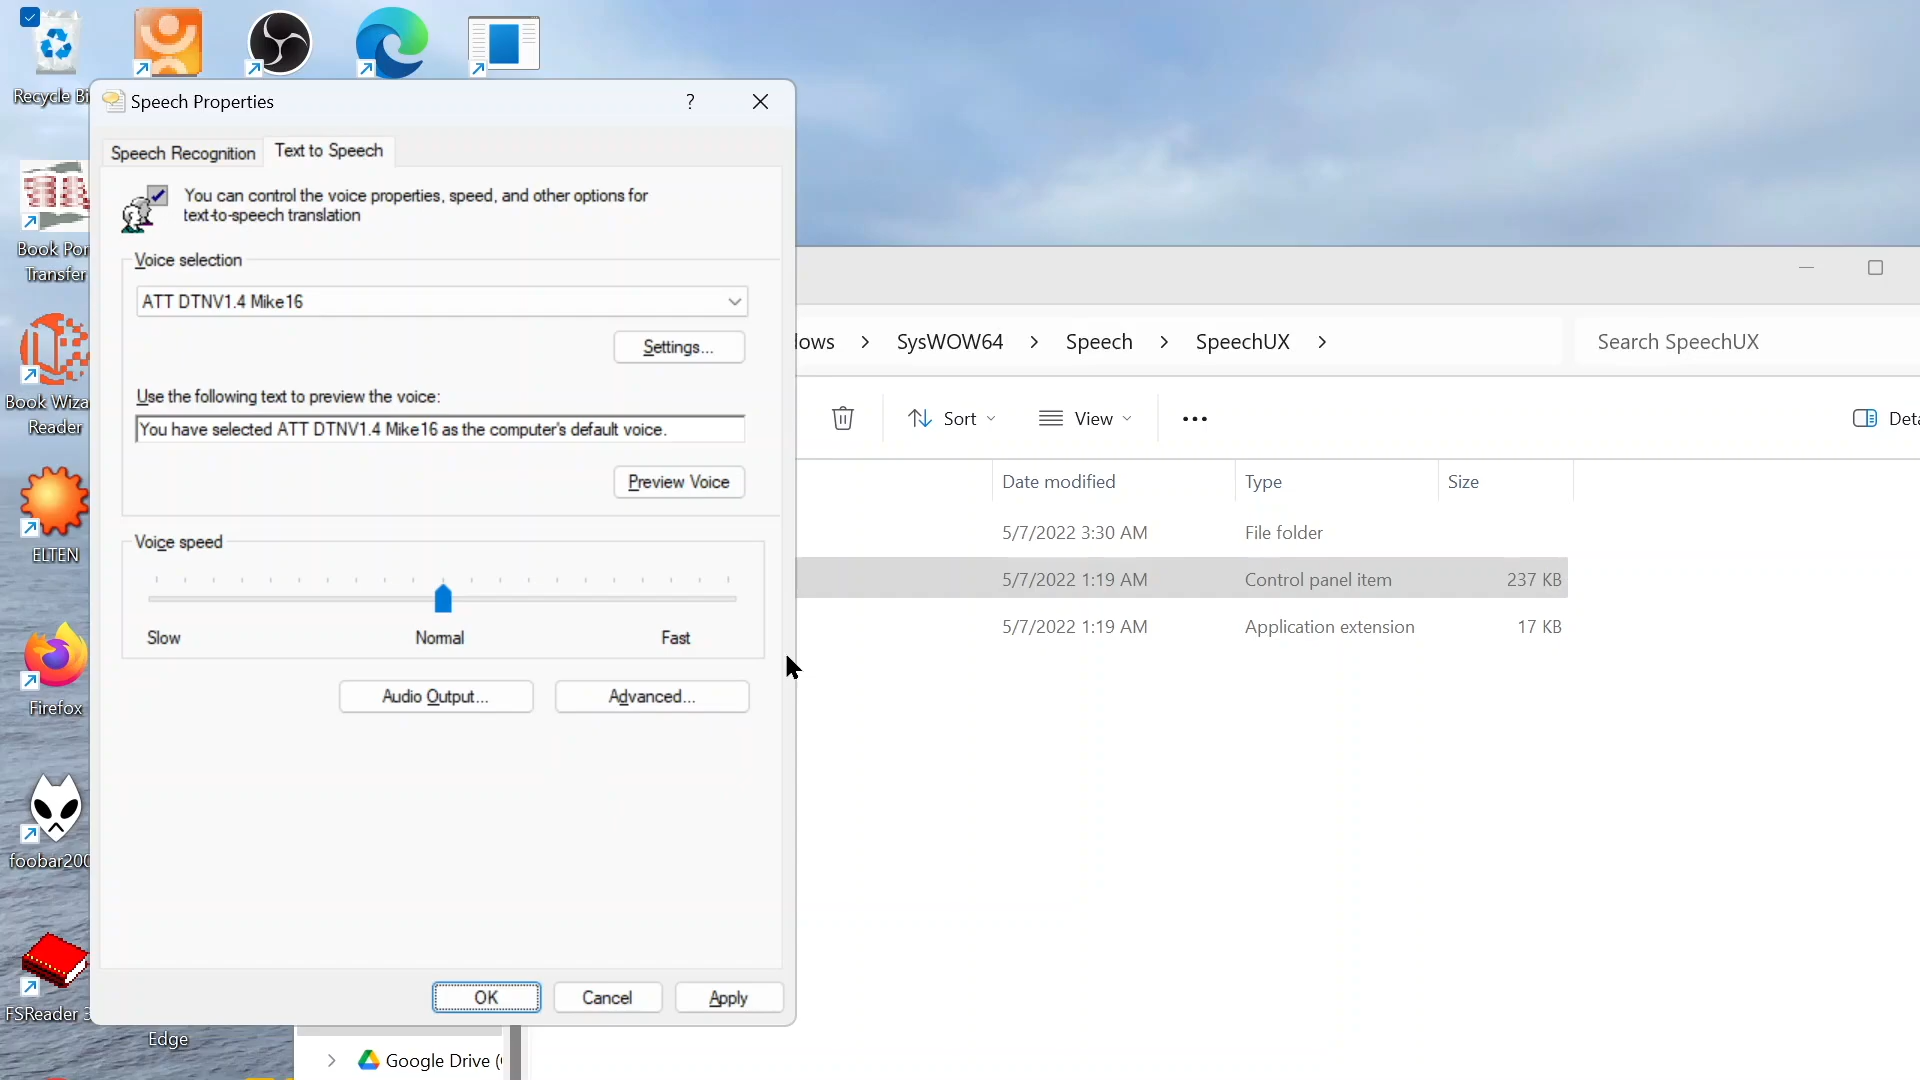 Recycle Bi
Speech Properties
?
Speech Recognition
Text to Speech
You can control the voice properties, speed, and other options for
text-to-speech translation
Voice selection
ATT DTNV1.4 Mike16
Settings...
Use the following text to preview the voice:
You have selected ATT DTNV1.4 Mike16 as the computer's default voice.
Preview Voice
Voice speed
Slow
Normal
Fast
Audio Output...
Advanced...
OK
Cancel
Apply
Book Por
Transfer
Book Wiza
Reader
ELTEN
Firefox
foobar200
FSReader 3
Edge
Google Drive (
dows
SysWOW64
Speech
SpeechUX
Search SpeechUX
Sort
View
Deta
Date modified
Type
Size
5/7/2022 3:30 AM
File folder
5/7/2022 1:19 AM
Control panel item
237 KB
5/7/2022 1:19 AM
Application extension
17 KB